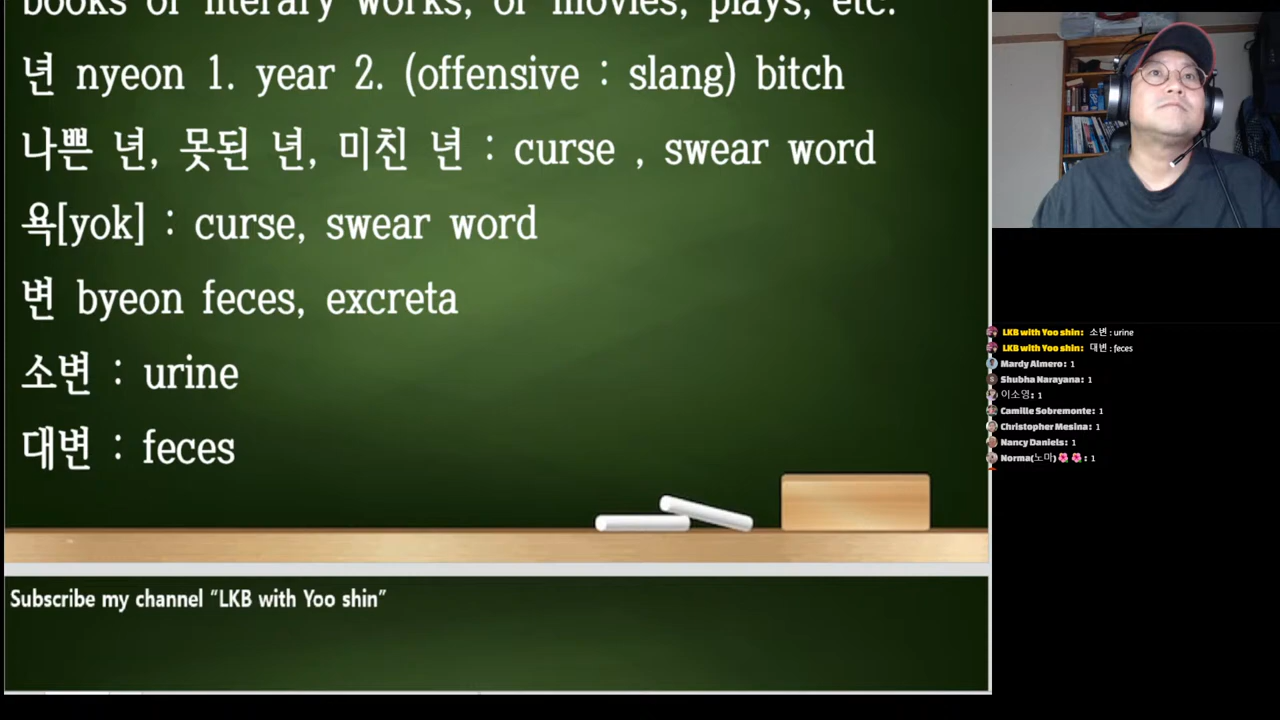 books or literary works, or movies, plays, etc.
년 nyeon 1. year 2. (offensive : slang) bitch
나쁜 년, 못된 년, 미친 년 : curse , swear word
욕[yok] : curse, swear word
변 byeon feces, excreta
소변 : urine
대변 : feces
Subscribe my channel "LKB with Yoo shin"
LKB with Yoo shin: 소변 : urine
LKB with Yoo shin: 대변 : feces
Mardy Almero: 1
Shubha Narayana: 1
이소영: 1
Camille Sobremonte: 1
Christopher Mesina: 1
Nancy Daniels: 1
Norma(노마)🌺🌺: 1